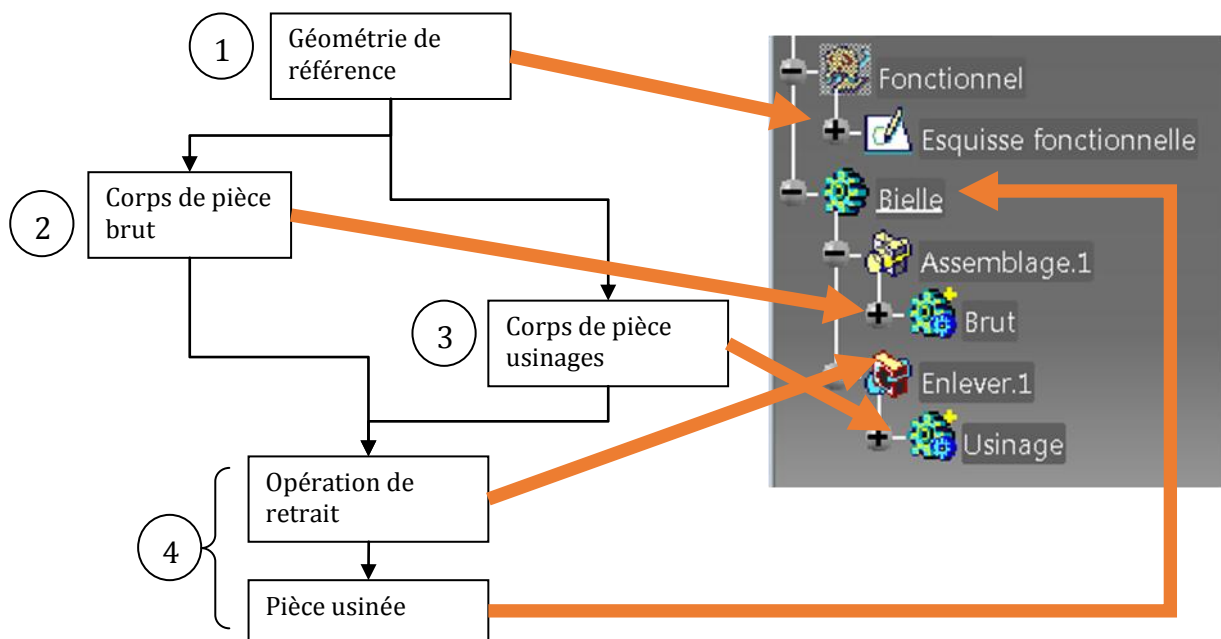 1
Géométrie de
référence
2
Corps de pièce
brut
3
Corps de pièce
usinages
4
Opération de
retrait
Pièce usinée
Fonctionnel
Esquisse fonctionnelle
Bielle
Assemblage.1
Brut
Enlever.1
Usinage